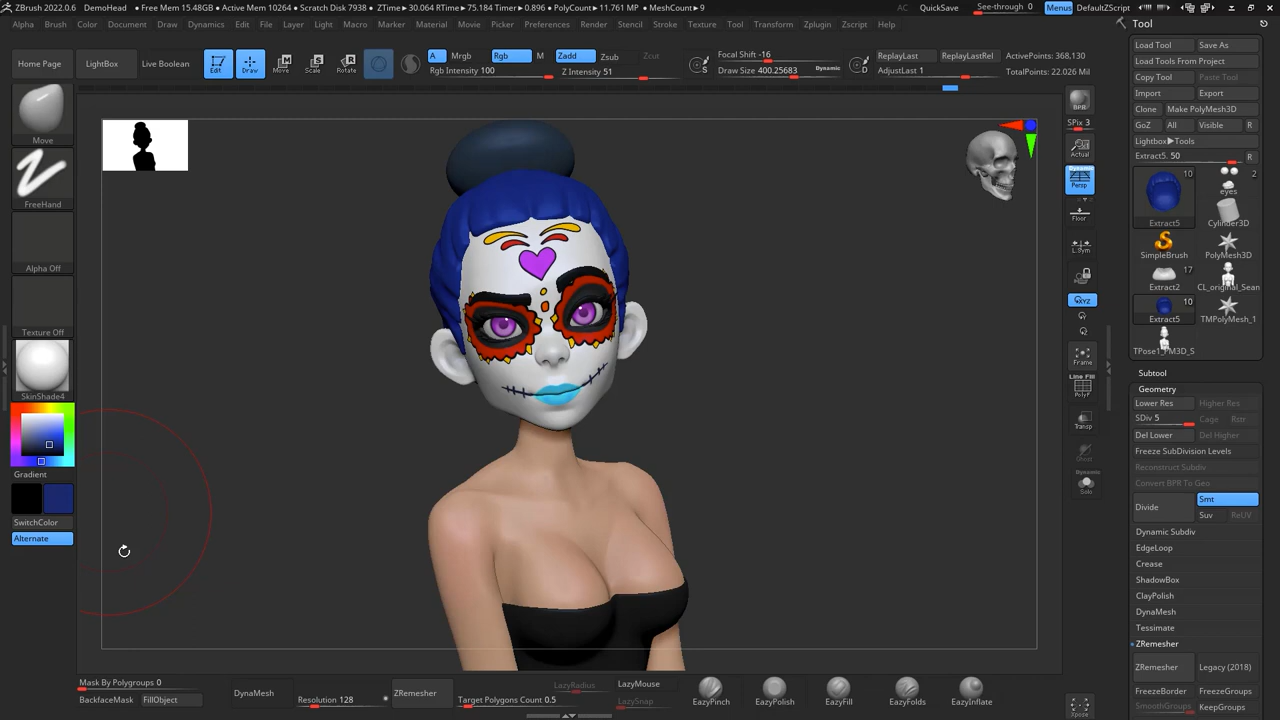 ZBrush 2022.0.6 DemoHead • Free Mem 15.48GB • Active Mem 10264 • Scratch Disk 7938 • ZTime▶30.064 RTime▶75.184 Timer▶0.896 • PolyCount▶11.761 MP • MeshCount▶9 AC QuickSave See-through 0 Menus DefaultZScript
Alpha Brush Color Document Draw Dynamics Edit File Layer Light Macro Marker Material Movie Picker Preferences Render Stencil Stroke Texture Tool Transform Zplugin Zscript Help
Home Page LightBox Live Boolean Edit Draw Move Scale Rotate
A Mrgb Rgb M Zadd Zsub Zcut
Rgb Intensity 100 Z Intensity 51
Focal Shift -16
Draw Size 400.25683 Dynamic
S D
ReplayLast ReplayLastRel
AdjustLast 1
ActivePoints: 368,130
TotalPoints: 22.026 Mil
Move
FreeHand
Alpha Off
Texture Off
SkinShade4
Gradient
SwitchColor
Alternate
BPR
SPix 3
Actual
Dynamic
Persp
Floor
L.Sym
XYZ
Frame
Line Fill
PolyF
Transp
Ghost
Dynamic
Solo
Xpose
Tool
Load Tool Save As
Load Tools From Project
Copy Tool Paste Tool
Import Export
Clone Make PolyMesh3D
GoZ All Visible R
Lightbox▶Tools
Extract5. 50 R
10 2
Extract5 eyes
Cylinder3D
SimpleBrush PolyMesh3D
17
Extract2 CL_original_Sean
10
Extract5 TMPolyMesh_1
TPose1_PM3D_S
Subtool
Geometry
Lower Res Higher Res
SDiv 5 Cage Rstr
Del Lower Del Higher
Freeze SubDivision Levels
Reconstruct Subdiv
Convert BPR To Geo
Divide Smt
Suv ReUV
Dynamic Subdiv
EdgeLoop
Crease
ShadowBox
ClayPolish
DynaMesh
Tessimate
ZRemesher
ZRemesher Legacy (2018)
FreezeBorder FreezeGroups
SmoothGroups KeepGroups
Mask By Polygroups 0
BackfaceMask FillObject
DynaMesh Resolution 128
ZRemesher Target Polygons Count 0.5
LazyRadius LazyMouse
LazySnap
EazyPinch EazyPolish EazyFill EazyFolds EazyInflate